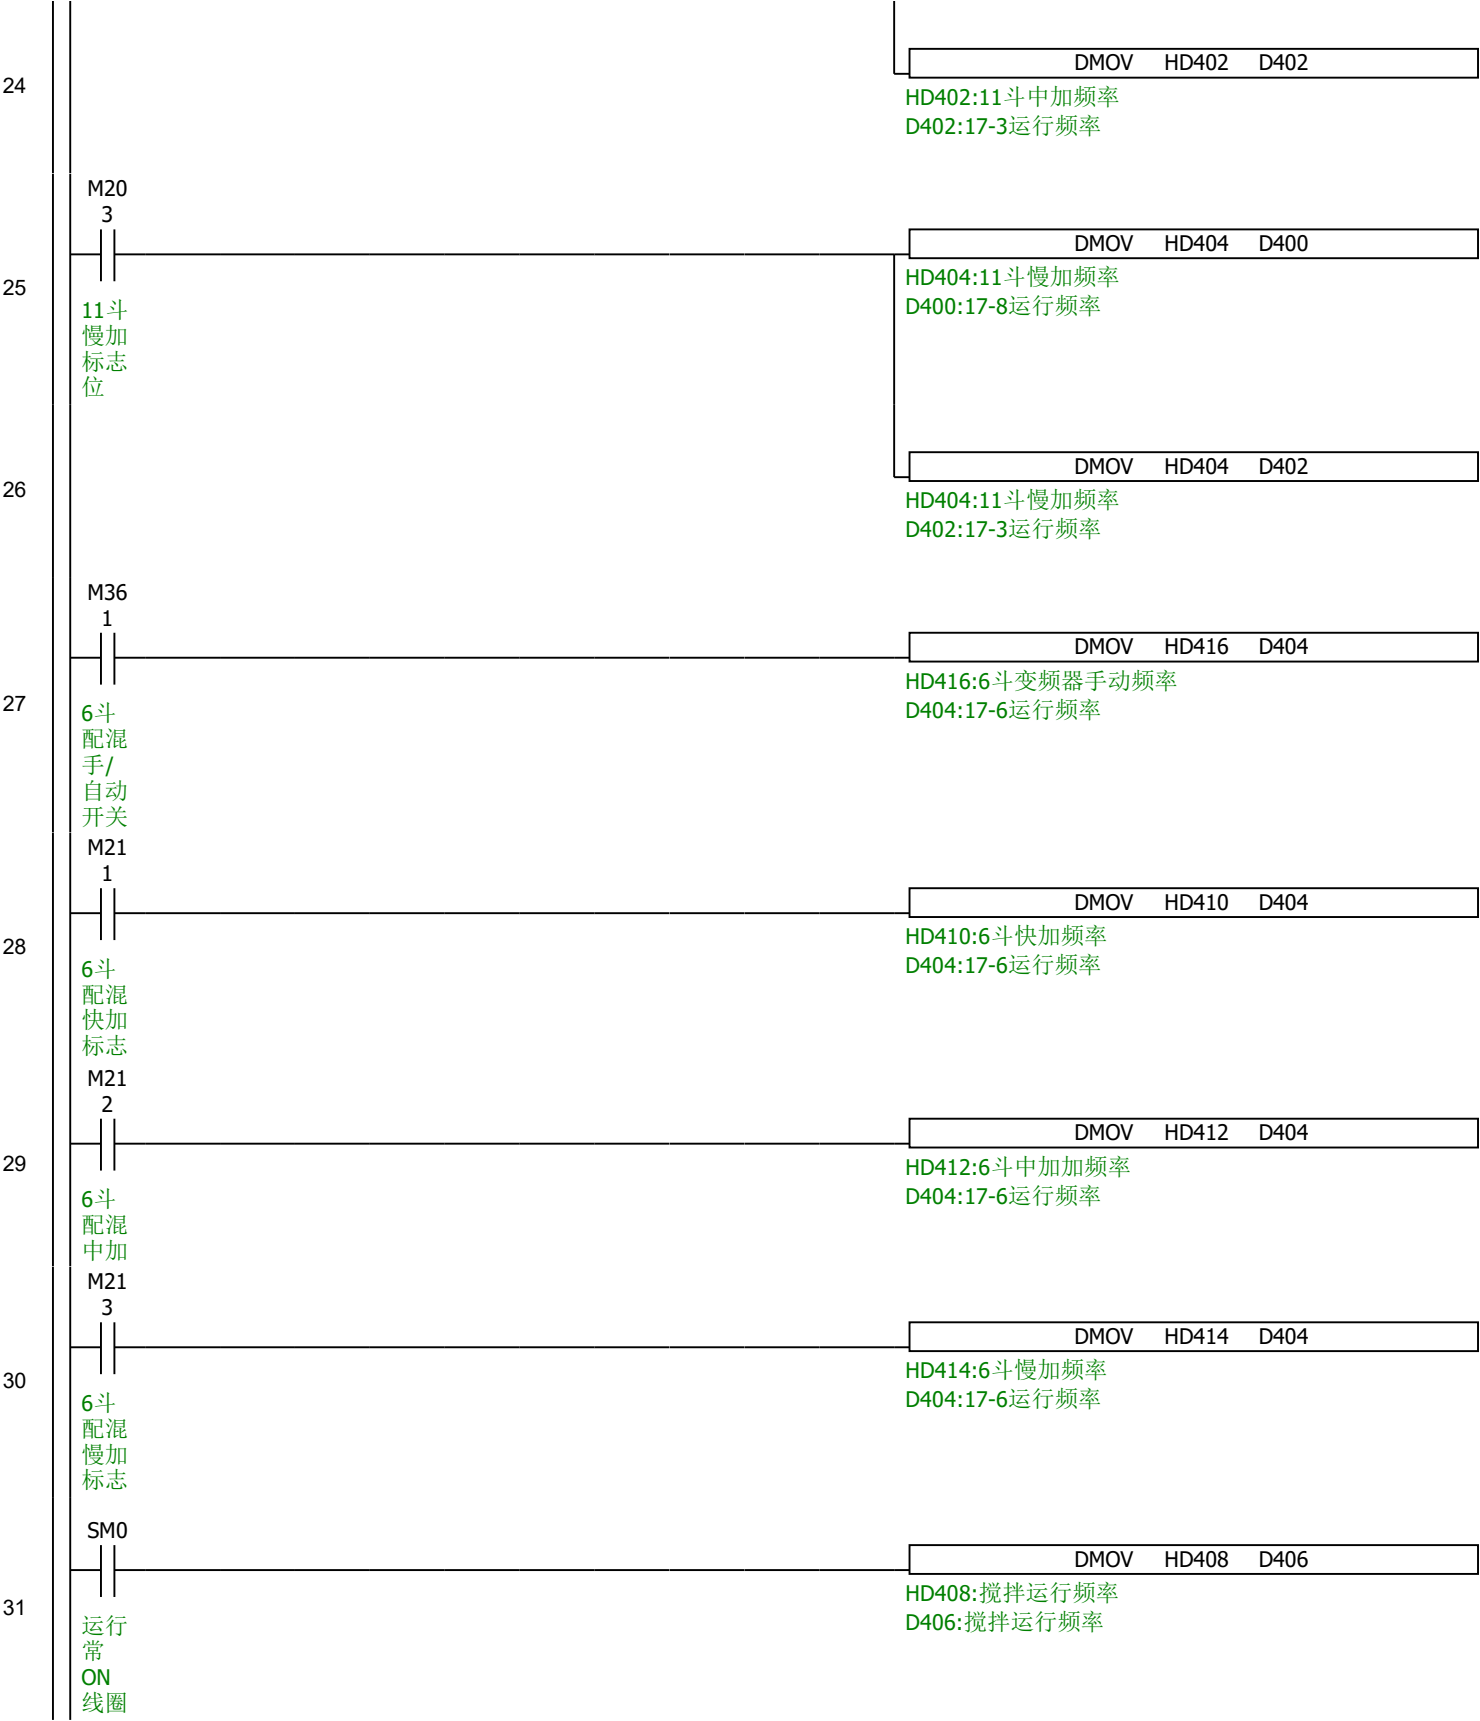 24
DMOV HD402 D402
HD402:11斗中加频率
D402:17-3运行频率
M20
3
DMOV HD404 D400
HD404:11斗慢加频率
D400:17-8运行频率
25
11斗
慢加
标志
位
DMOV HD404 D402
26
HD404:11斗慢加频率
D402:17-3运行频率
M36
1
DMOV HD416 D404
HD416:6斗变频器手动频率
D404:17-6运行频率
27
6斗
配混
手/
自动
开关
M21
1
DMOV HD410 D404
HD410:6斗快加频率
D404:17-6运行频率
28
6斗
配混
快加
标志
M21
2
DMOV HD412 D404
HD412:6斗中加加频率
D404:17-6运行频率
29
6斗
配混
中加
M21
3
DMOV HD414 D404
HD414:6斗慢加频率
D404:17-6运行频率
30
6斗
配混
慢加
标志
SM0
DMOV HD408 D406
HD408:搅拌运行频率
D406:搅拌运行频率
31
运行
常
ON
线圈